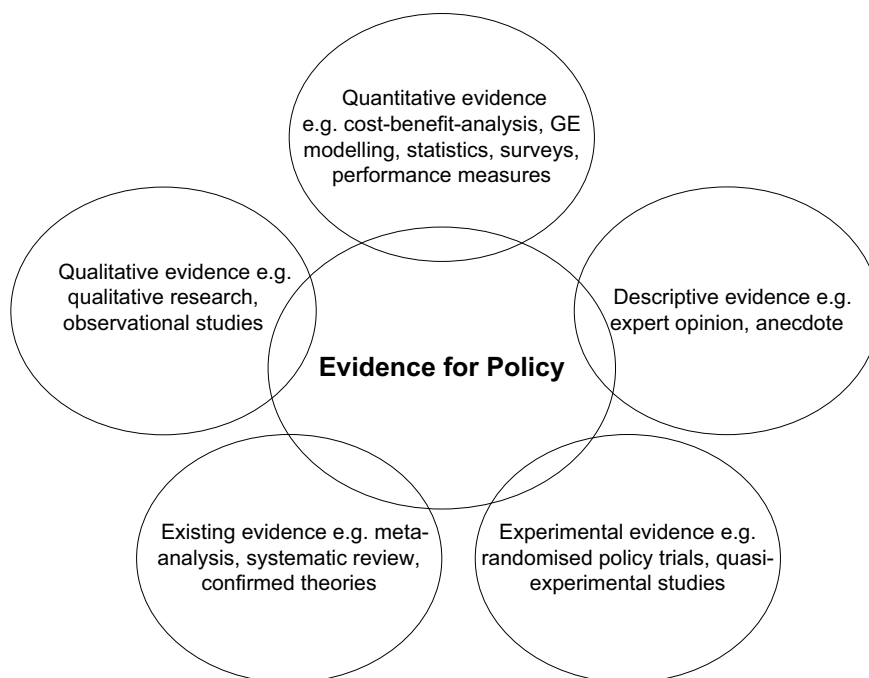 Quantitative evidence
e.g. cost-benefit-analysis, GE
modelling, statistics, surveys,
performance measures
Qualitative evidence e.g.
qualitative research,
observational studies
Descriptive evidence e.g.
expert opinion, anecdote
Evidence for Policy
Existing evidence e.g. meta-
analysis, systematic review,
confirmed theories
Experimental evidence e.g.
randomised policy trials, quasi-
experimental studies